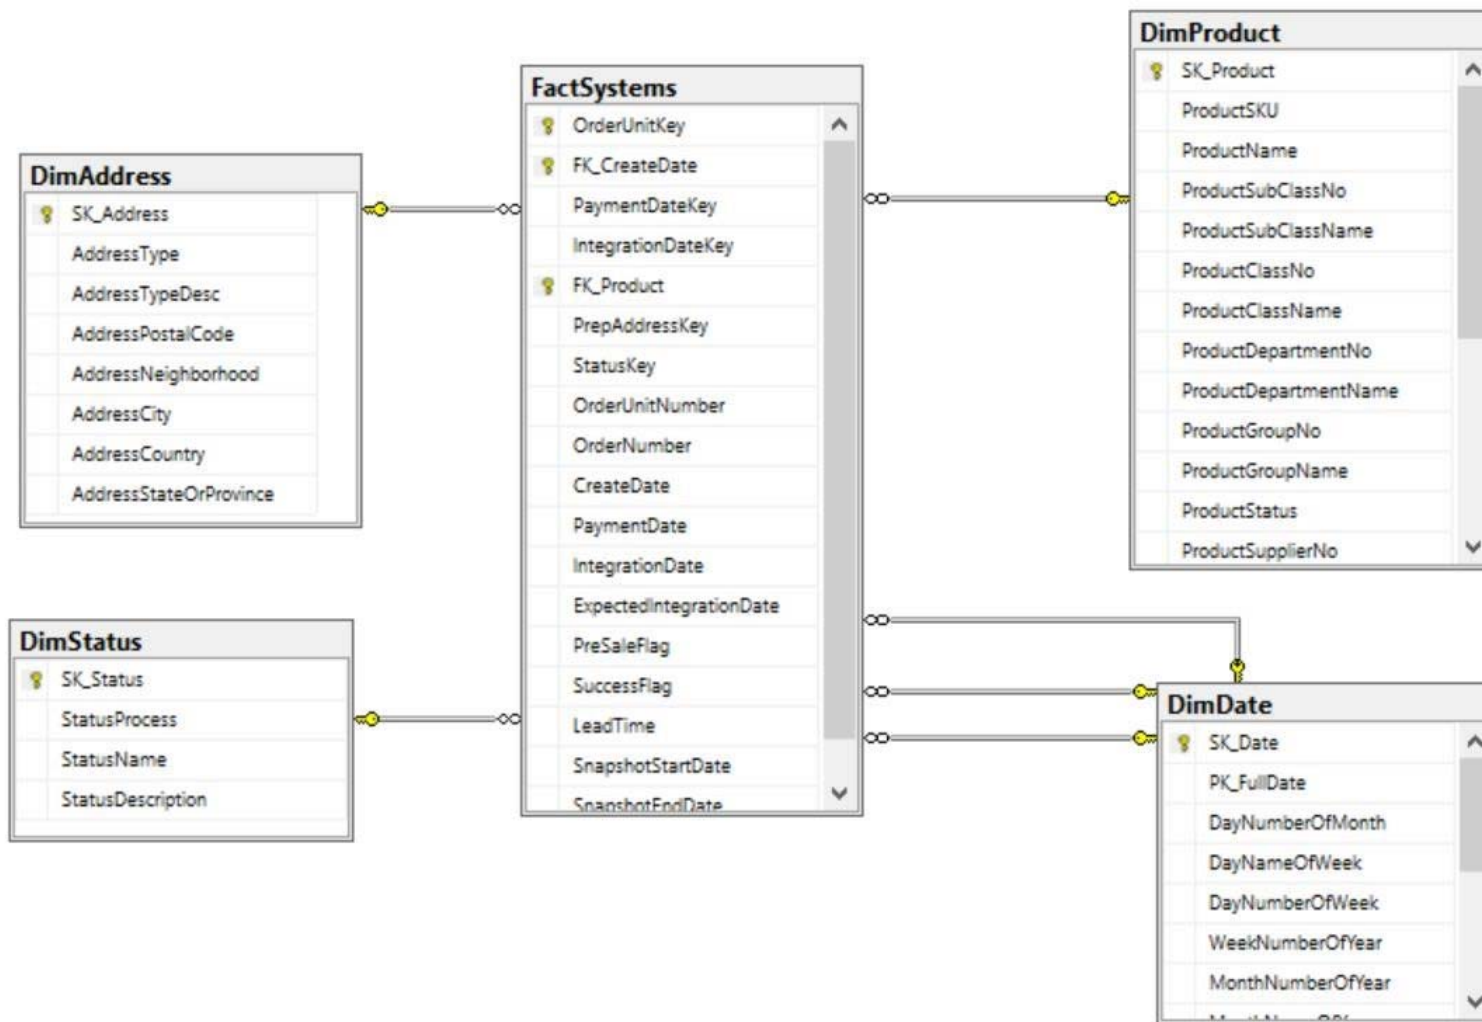 DimAddress
SK_Address
AddressType
AddressTypeDesc
AddressPostalCode
AddressNeighborhood
AddressCity
AddressCountry
AddressStateOrProvince
DimStatus
SK_Status
StatusProcess
StatusName
StatusDescription
FactSystems
OrderUnitKey
FK_CreateDate
PaymentDateKey
IntegrationDateKey
FK_Product
PrepAddressKey
StatusKey
OrderUnitNumber
OrderNumber
CreateDate
PaymentDate
IntegrationDate
ExpectedIntegrationDate
PreSaleFlag
SuccessFlag
LeadTime
SnapshotStartDate
SnapshotEndDate
DimProduct
SK_Product
ProductSKU
ProductName
ProductSubClassNo
ProductSubClassName
ProductClassNo
ProductClassName
ProductDepartmentNo
ProductDepartmentName
ProductGroupNo
ProductGroupName
ProductStatus
ProductSupplierNo
DimDate
SK_Date
PK_FullDate
DayNumberOfMonth
DayNameOfWeek
DayNumberOfWeek
WeekNumberOfYear
MonthNumberOfYear